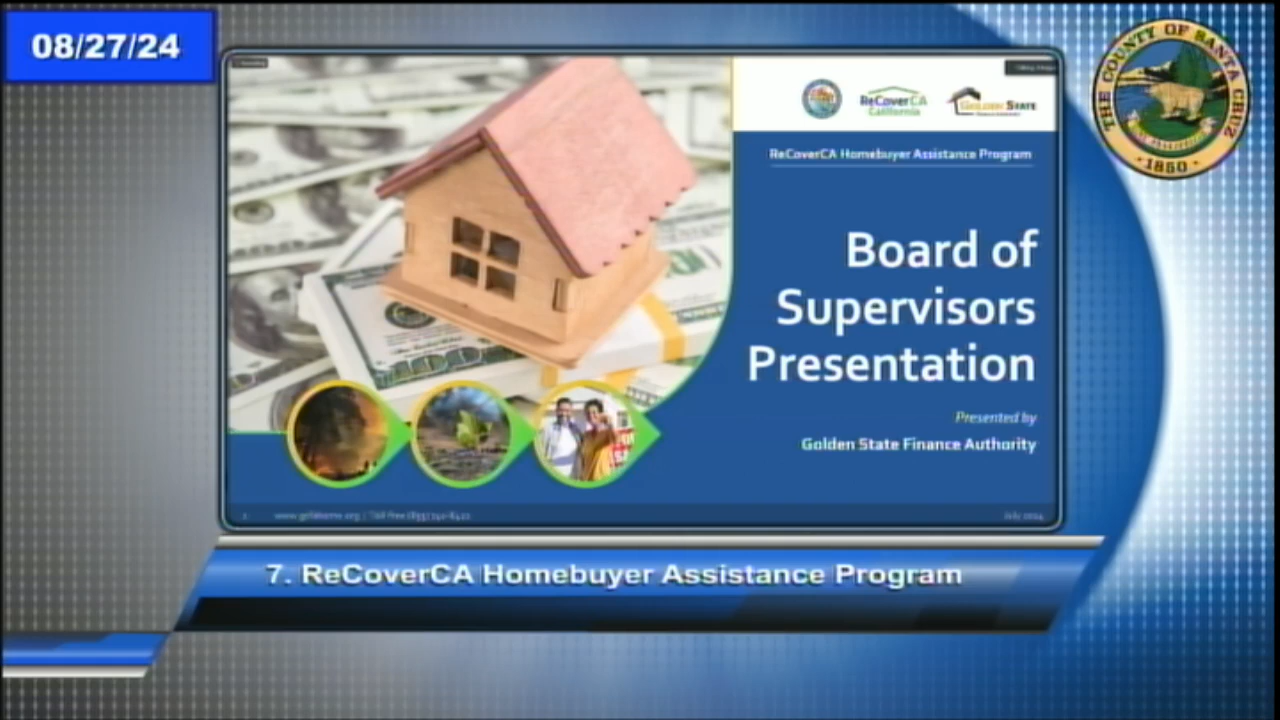 08/27/24
THE COUNTY OF SANTA CRUZ
1850
ReCoverCA
California
GOLDEN STATE
ReCoverCA Homebuyer Assistance Program
Board of
Supervisors
Presentation
Presented by
Golden State Finance Authority
July 2024
7. ReCoverCA Homebuyer Assistance Program